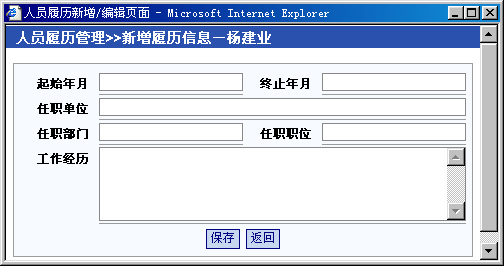 人员履历新增/编辑页面 - Microsoft Internet Explorer
人员履历管理>>新增履历信息－杨建业
起始年月 终止年月
任职单位
任职部门 任职职位
工作经历
保存 返回